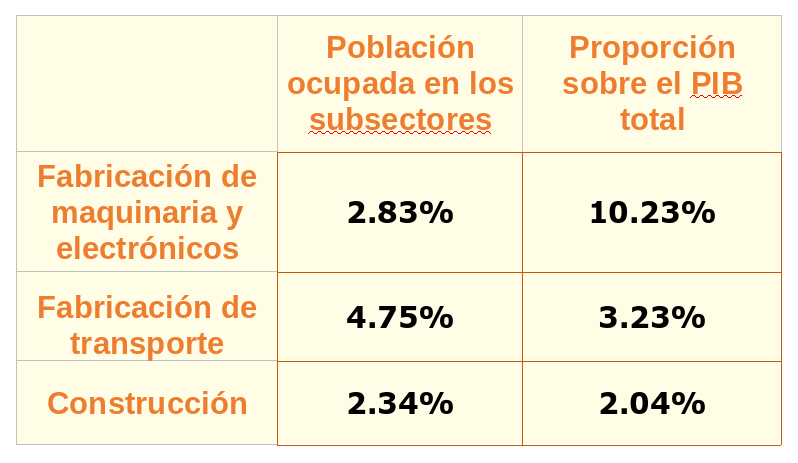 Población
ocupada en los
subsectores
Proporción
sobre el PIB
total
Fabricación de
maquinaria y
electrónicos
2.83%
10.23%
Fabricación de
transporte
4.75%
3.23%
Construcción
2.34%
2.04%